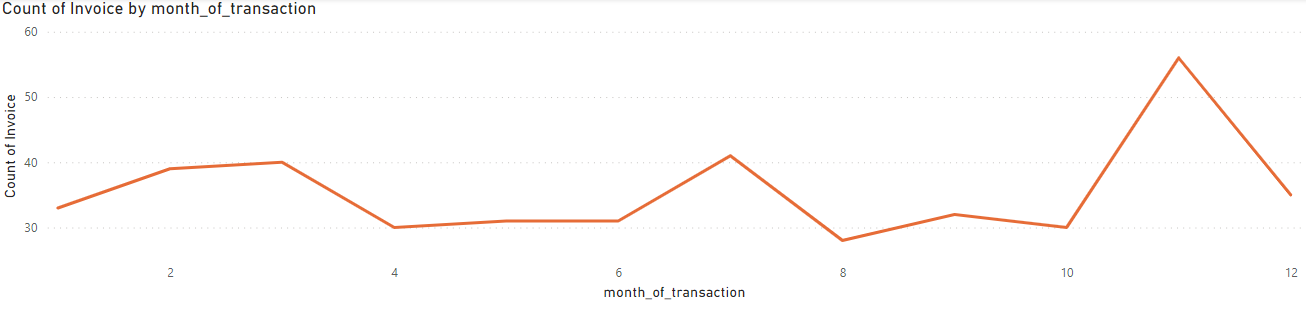 Count of Invoice by month_of_transaction
60
50
40
30
Count of Invoice
2 4 6 8 10 12
month_of_transaction